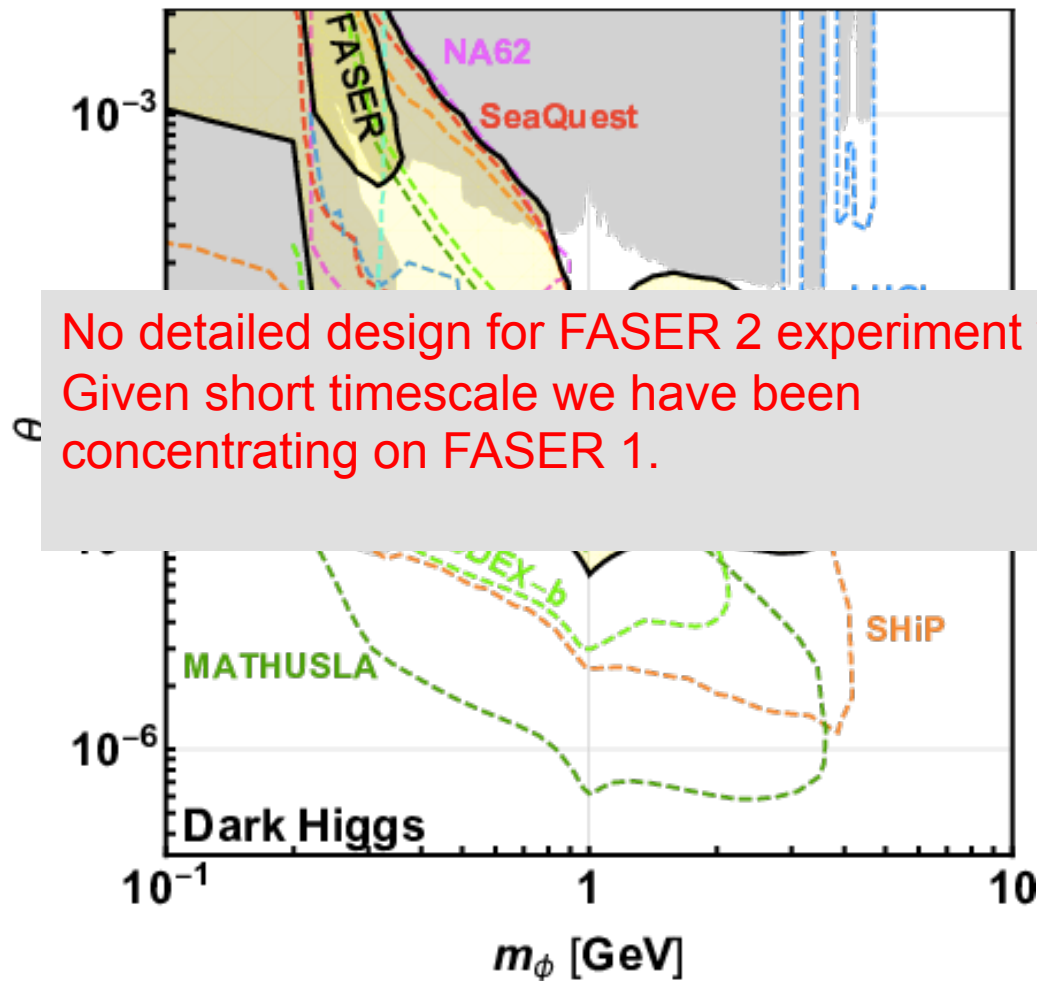 FASER
NA62
SeaQuest
10⁻³
No detailed design for FASER 2 experiment
Given short timescale we have been
concentrating on FASER 1.
θ
SHiP
MATHUSLA
10⁻⁶
Dark Higgs
10⁻¹
1
10
mϕ [GeV]